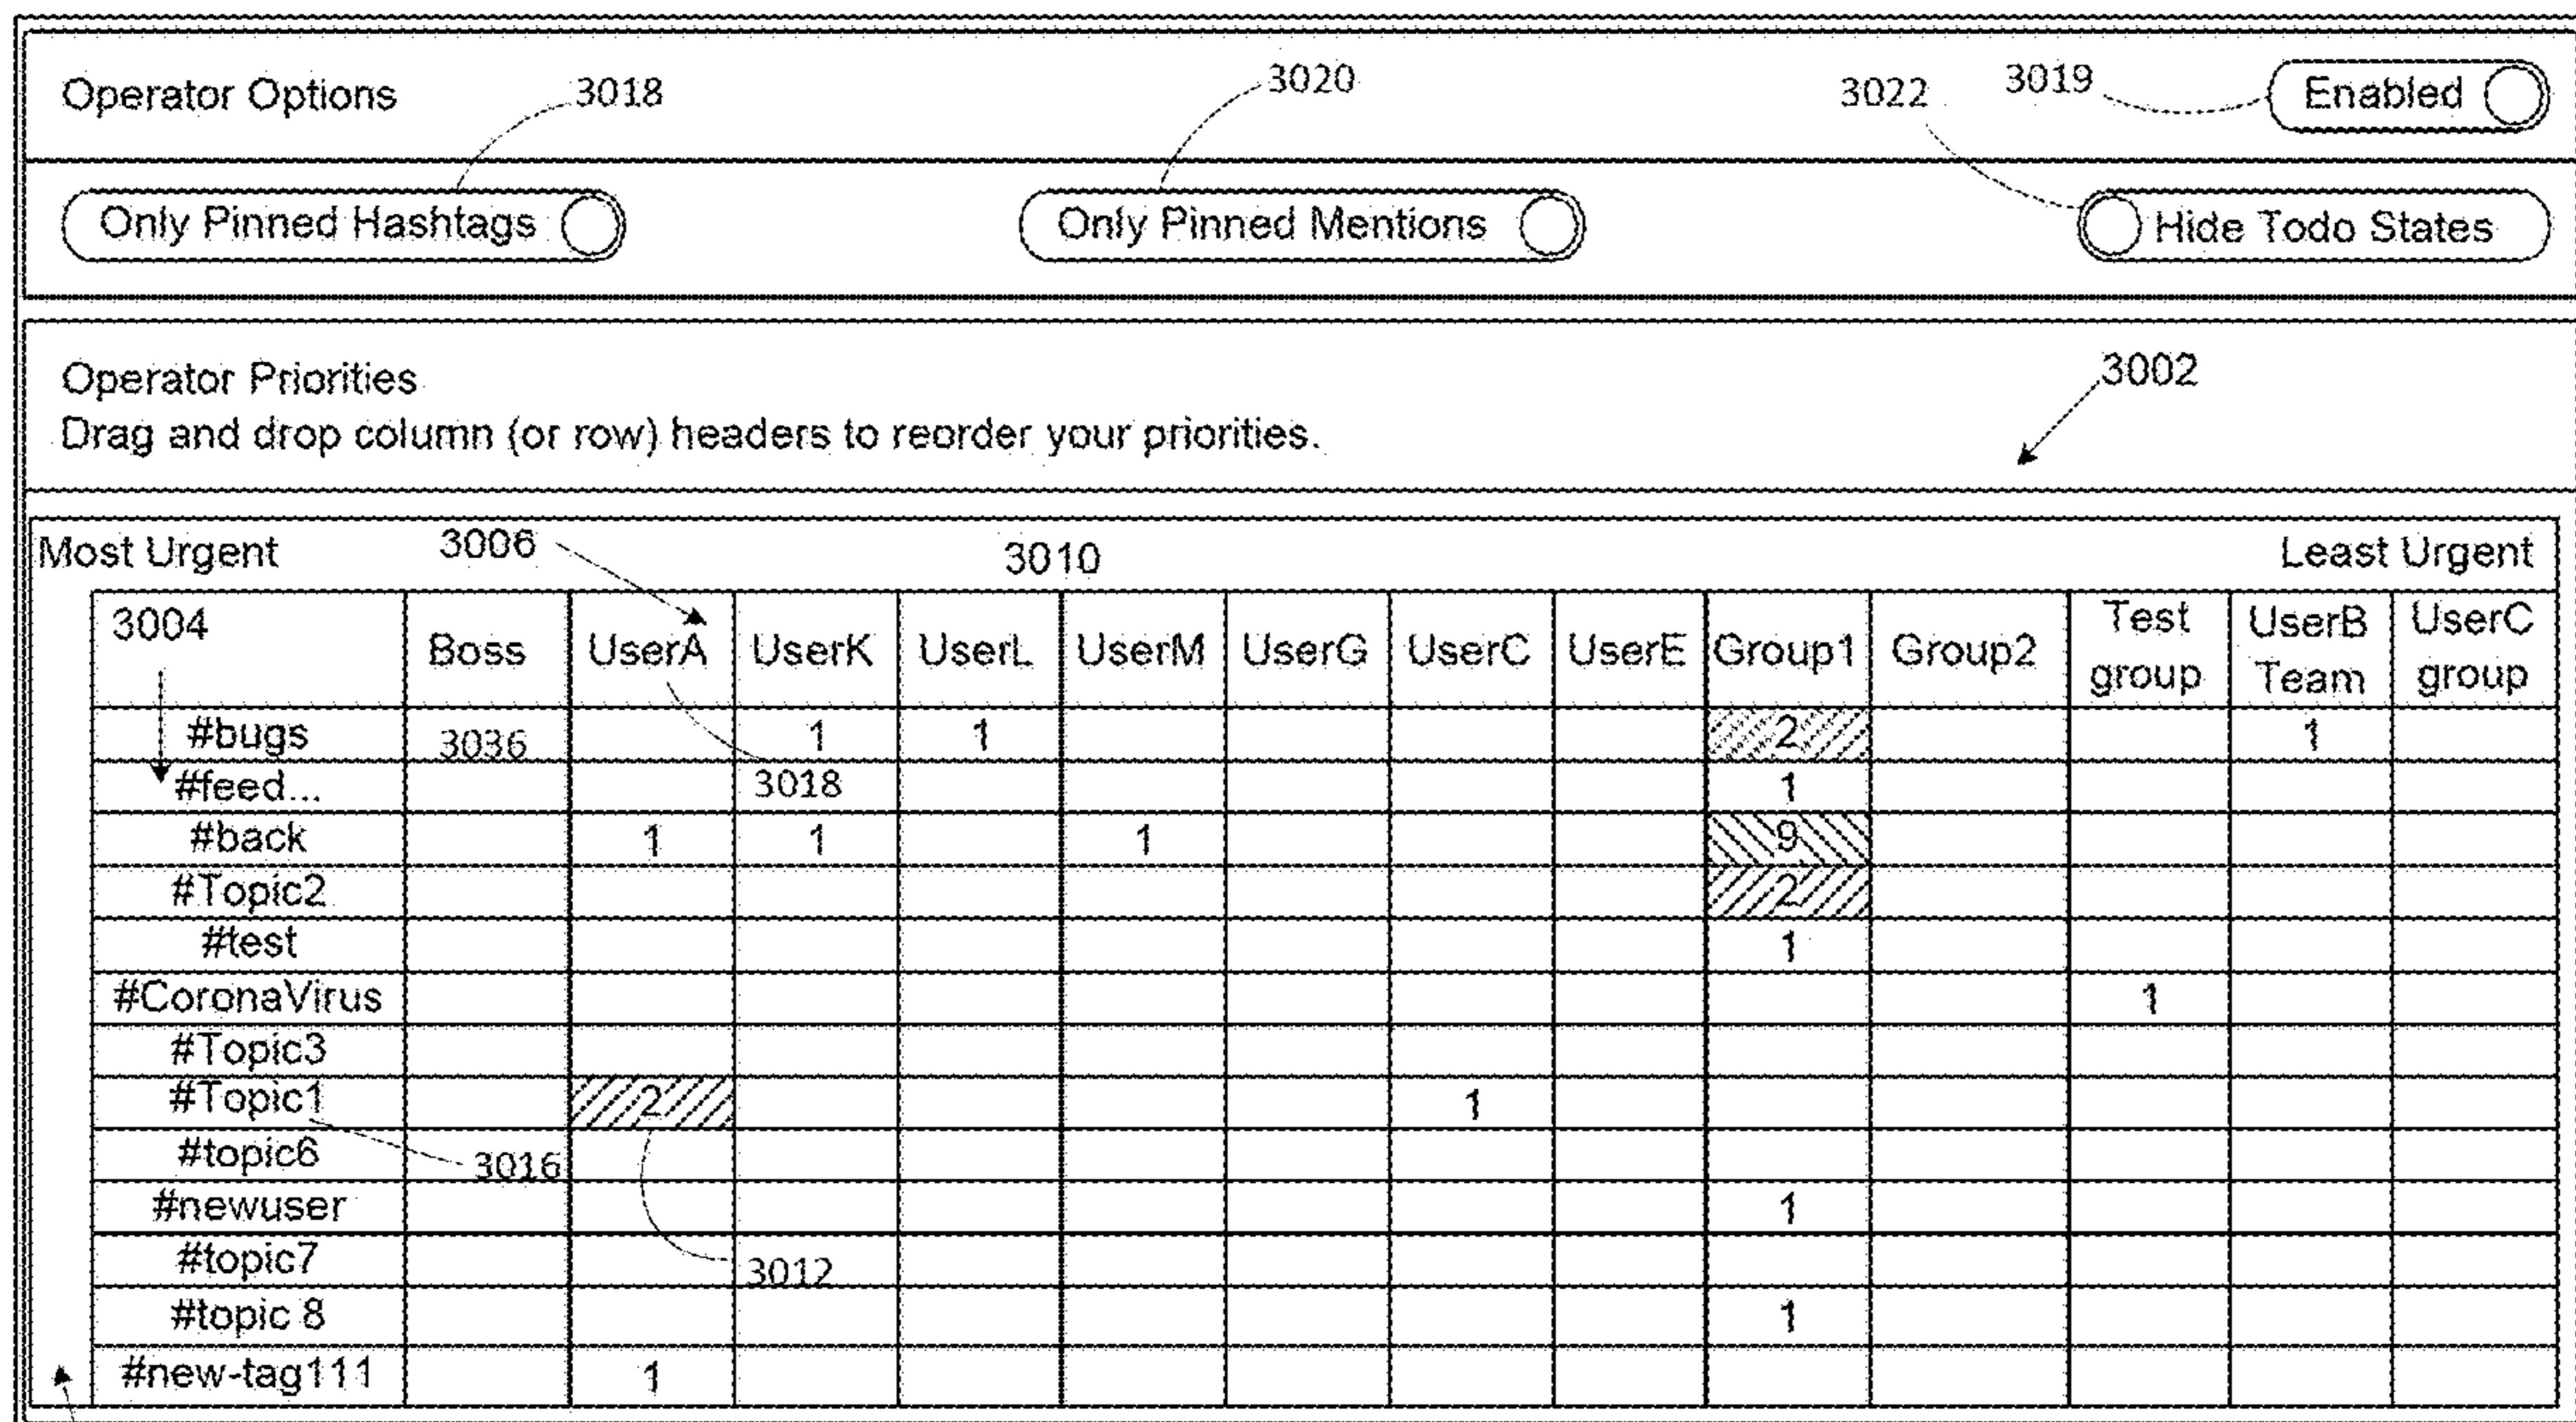 Operator Options 3018 3020 3022 3019 Enabled
Only Pinned Hashtags Only Pinned Mentions Hide Todo States
Operator Priorities 3002
Drag and drop column (or row) headers to reorder your priorities.
Most Urgent 3006 3010 Least Urgent
3004 Boss UserA UserK UserL UserM UserG UserC UserE Group1 Group2 Test group UserB Team UserC group
#bugs 3036 1 1 2 1
#feed... 3018 1
#back 1 1 1 9
#Topic2 2
#test 1
#CoronaVirus 1
#Topic3
#Topic1 2 1
#topic6 3016
#newuser 1
#topic7 3012
#topic 8 1
#new-tag111 1